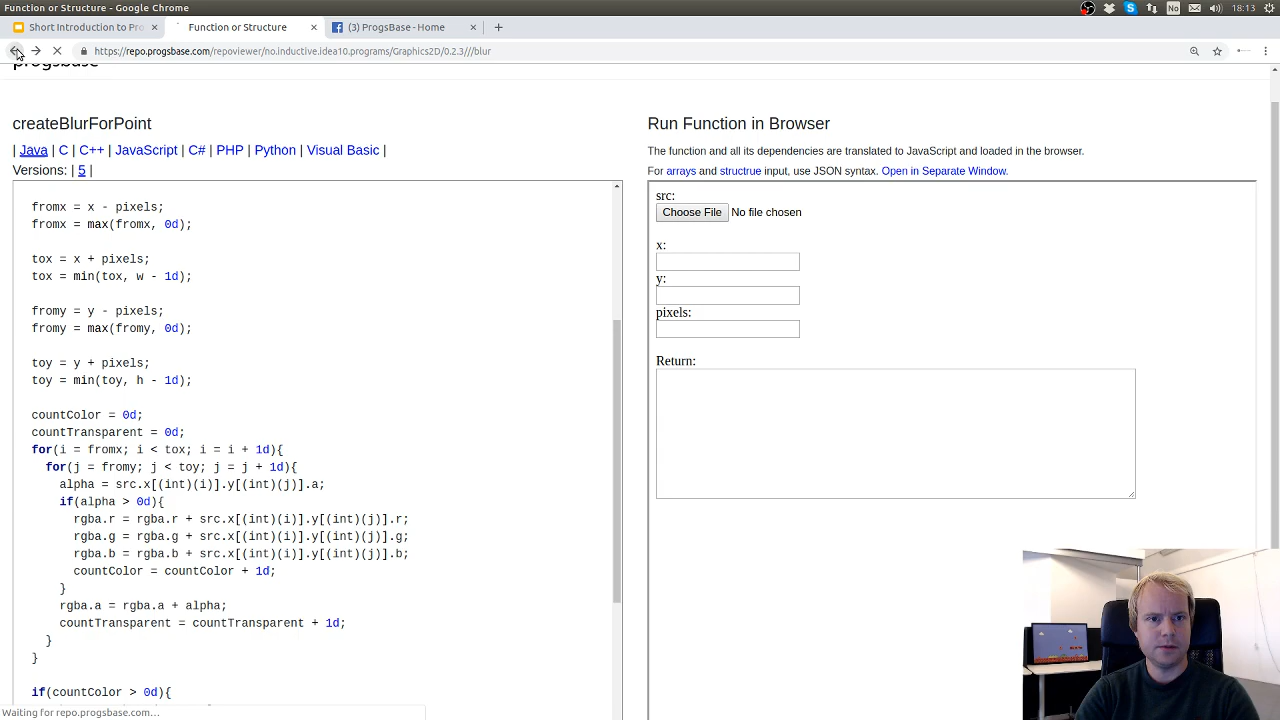 Function or Structure - Google Chrome
No
18:13
Short Introduction to Pro
Function or Structure
(3) ProgsBase - Home
https://repo.progsbase.com/repoviewer/no.inductive.idea10.programs/Graphics2D/0.2.3///blur
progsbase
createBlurForPoint
| Java | C | C++ | JavaScript | C# | PHP | Python | Visual Basic |
Versions: | 5 |
fromx = x - pixels;
fromx = max(fromx, 0d);
tox = x + pixels;
tox = min(tox, w - 1d);
fromy = y - pixels;
fromy = max(fromy, 0d);
toy = y + pixels;
toy = min(toy, h - 1d);
countColor = 0d;
countTransparent = 0d;
for(i = fromx; i < tox; i = i + 1d){
for(j = fromy; j < toy; j = j + 1d){
alpha = src.x[(int)(i)].y[(int)(j)].a;
if(alpha > 0d){
rgba.r = rgba.r + src.x[(int)(i)].y[(int)(j)].r;
rgba.g = rgba.g + src.x[(int)(i)].y[(int)(j)].g;
rgba.b = rgba.b + src.x[(int)(i)].y[(int)(j)].b;
countColor = countColor + 1d;
}
rgba.a = rgba.a + alpha;
countTransparent = countTransparent + 1d;
}
}
if(countColor > 0d){
Run Function in Browser
The function and all its dependencies are translated to JavaScript and loaded in the browser.
For arrays and structrue input, use JSON syntax. Open in Separate Window.
src:
Choose File No file chosen
x:
y:
pixels:
Return:
Waiting for repo.progsbase.com…